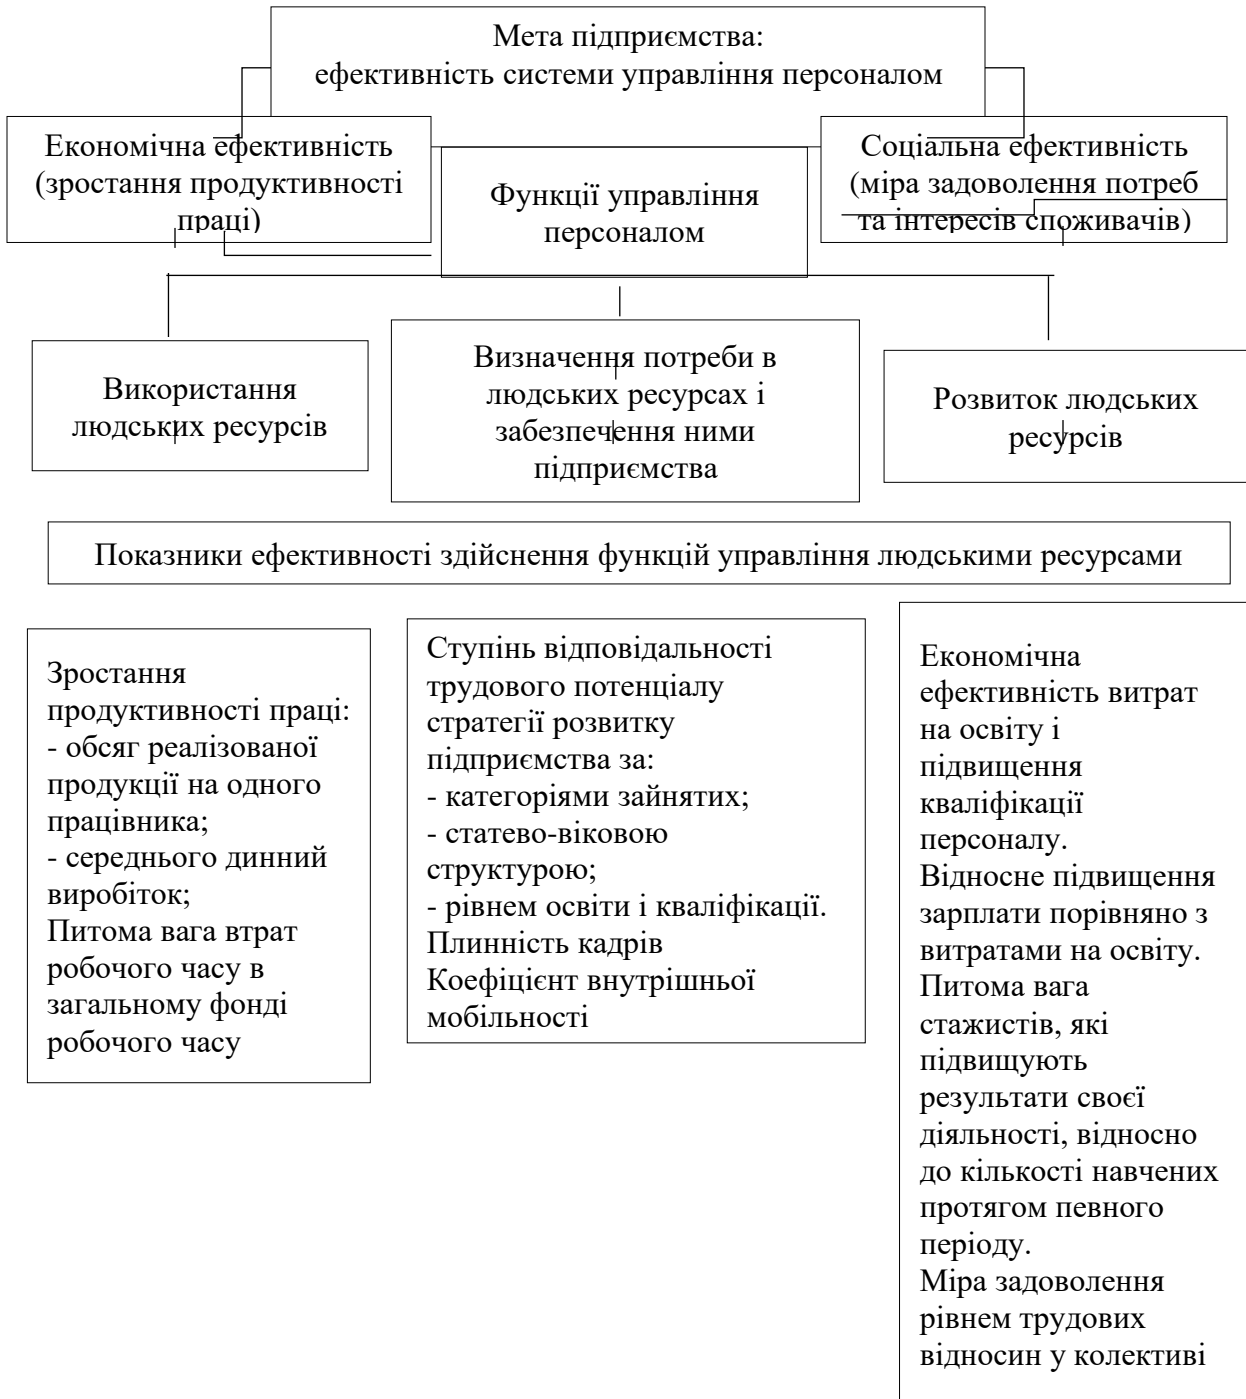 Мета підприємства:
ефективність системи управління персоналом
Економічна ефективність
(зростання продуктивності
праці)
Функції управління
персоналом
Соціальна ефективність
(міра задоволення потреб
та інтересів споживачів)
Використання
людських ресурсів
Визначення потреби в
людських ресурсах і
забезпечення ними
підприємства
Розвиток людських
ресурсів
Показники ефективності здійснення функцій управління людськими ресурсами
Зростання
продуктивності праці:
- обсяг реалізованої
продукції на одного
працівника;
- середнього динний
виробіток;
Питома вага втрат
робочого часу в
загальному фонді
робочого часу
Ступінь відповідальності
трудового потенціалу
стратегії розвитку
підприємства за:
- категоріями зайнятих;
- статево-віковою
структурою;
- рівнем освіти і кваліфікації.
Плинність кадрів
Коефіцієнт внутрішньої
мобільності
Економічна
ефективність витрат
на освіту і
підвищення
кваліфікації
персоналу.
Відносне підвищення
зарплати порівняно з
витратами на освіту.
Питома вага
стажистів, які
підвищують
результати своєї
діяльності, відносно
до кількості навчених
протягом певного
періоду.
Міра задоволення
рівнем трудових
відносин у колективі